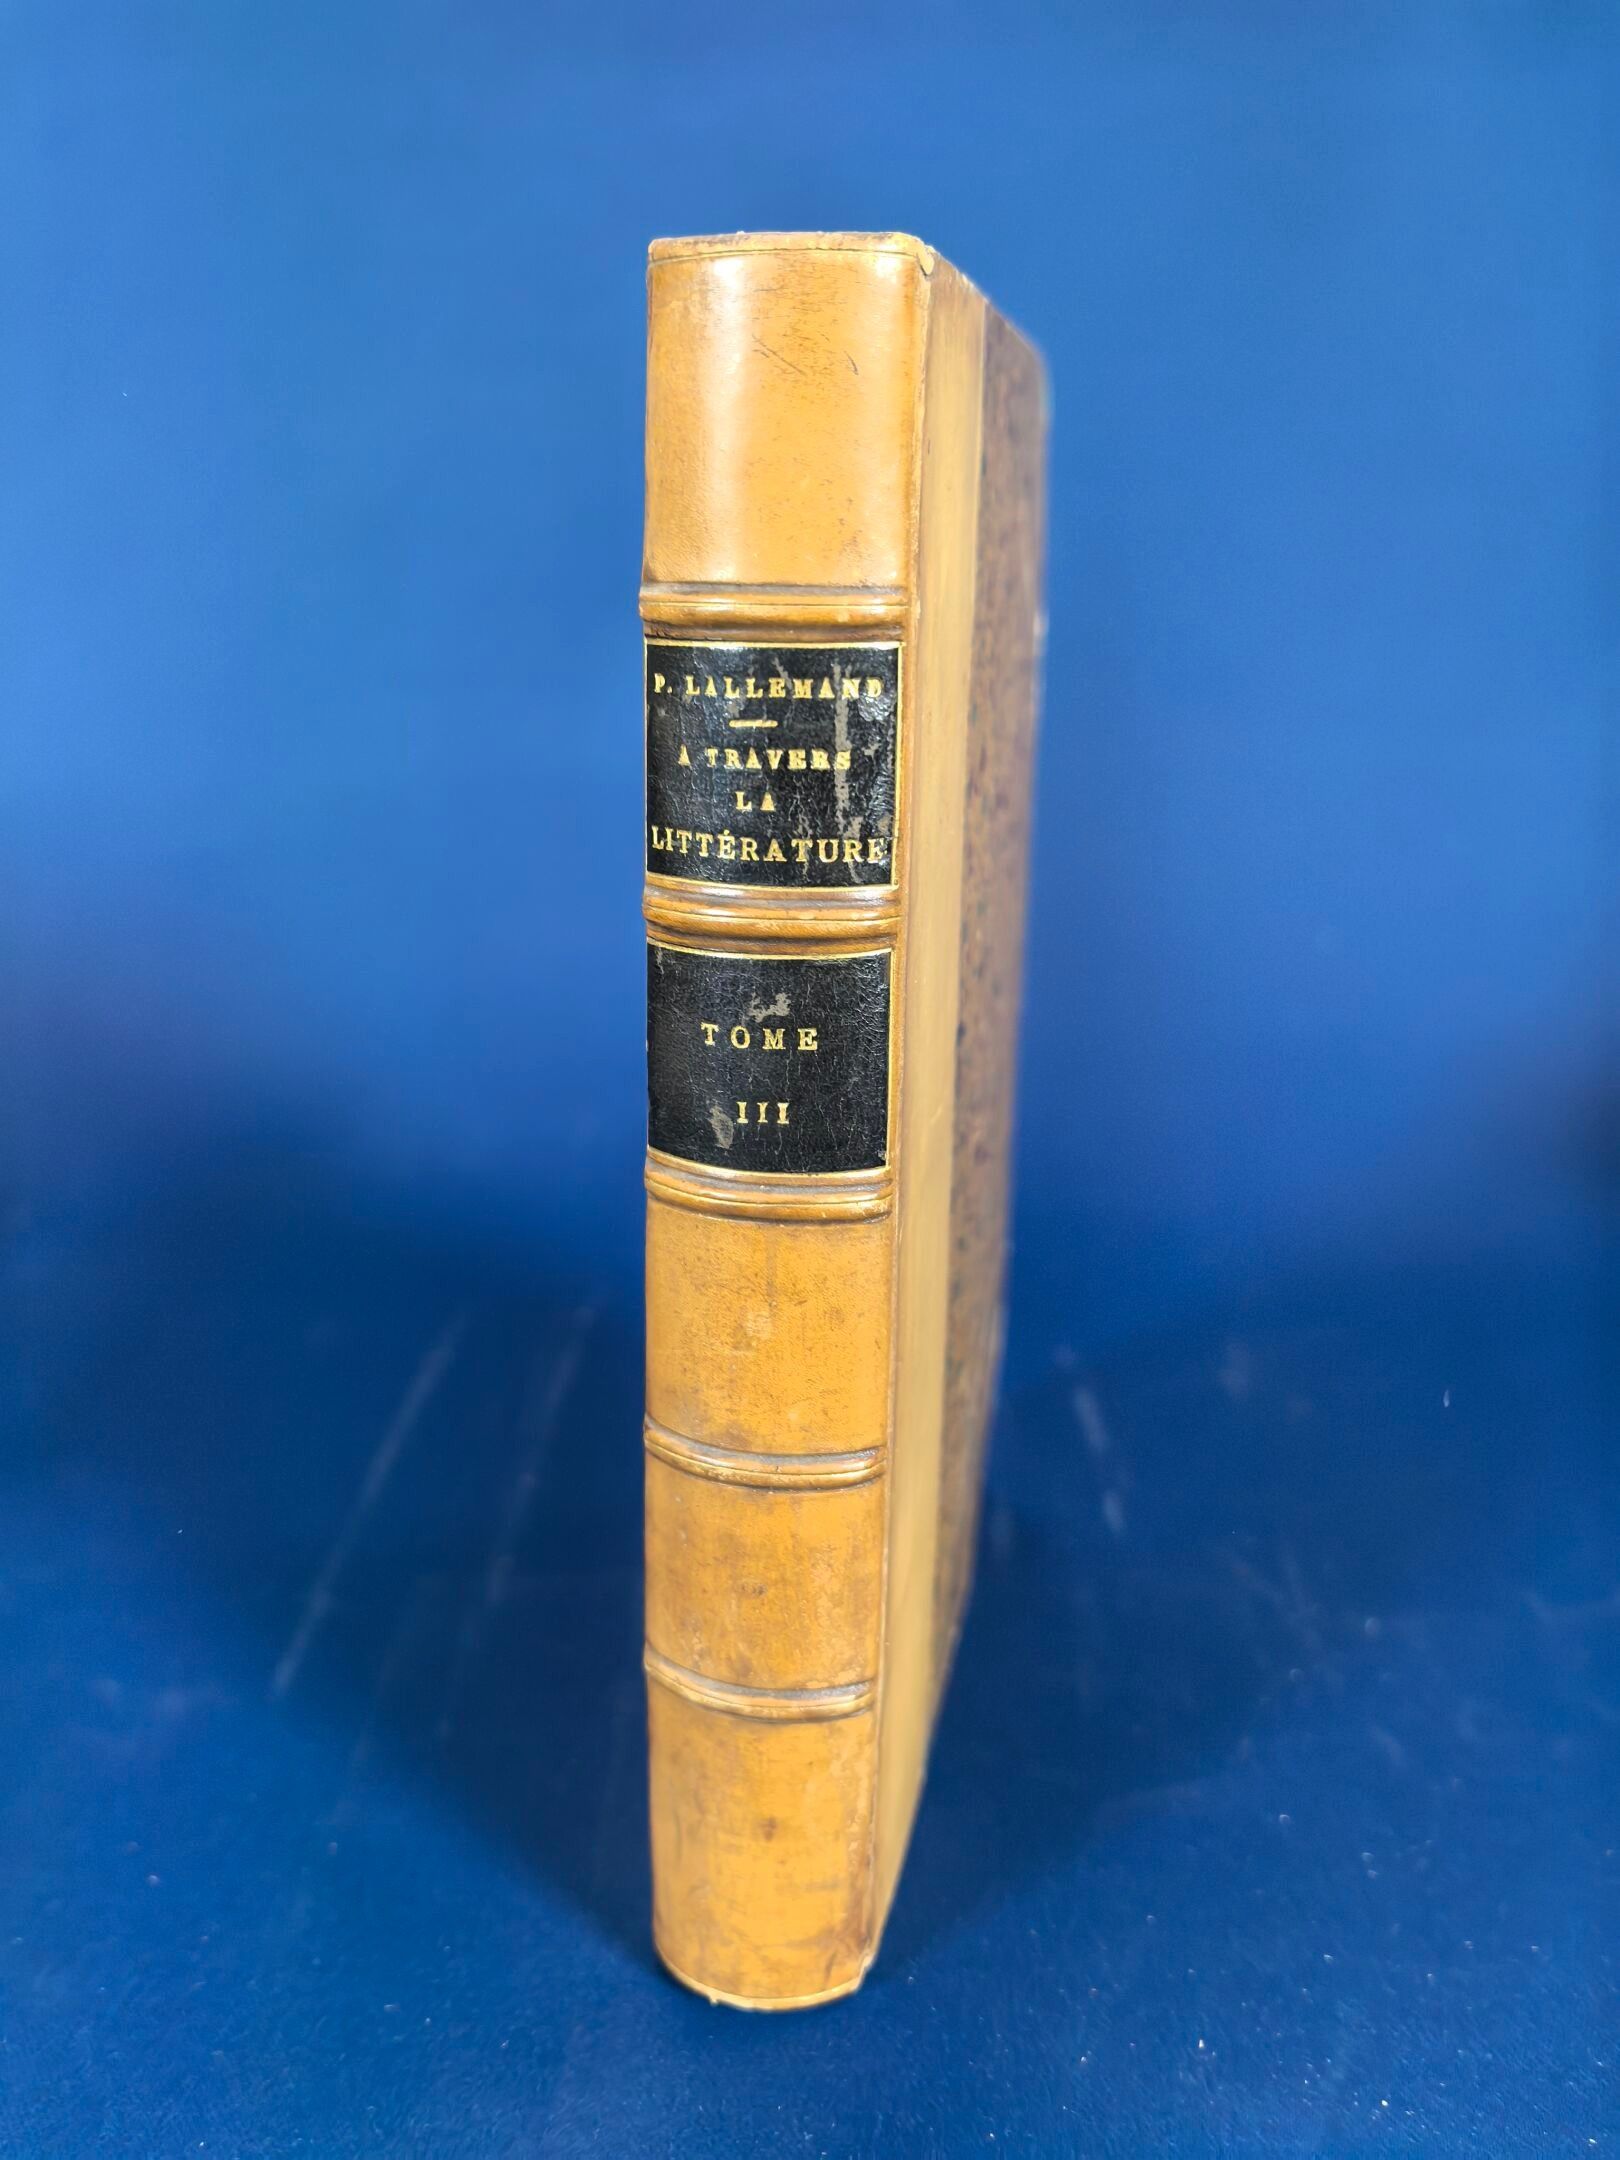 P. LALLEMAND
A TRAVERS
LA
LITTÉRATURE
TOME
III